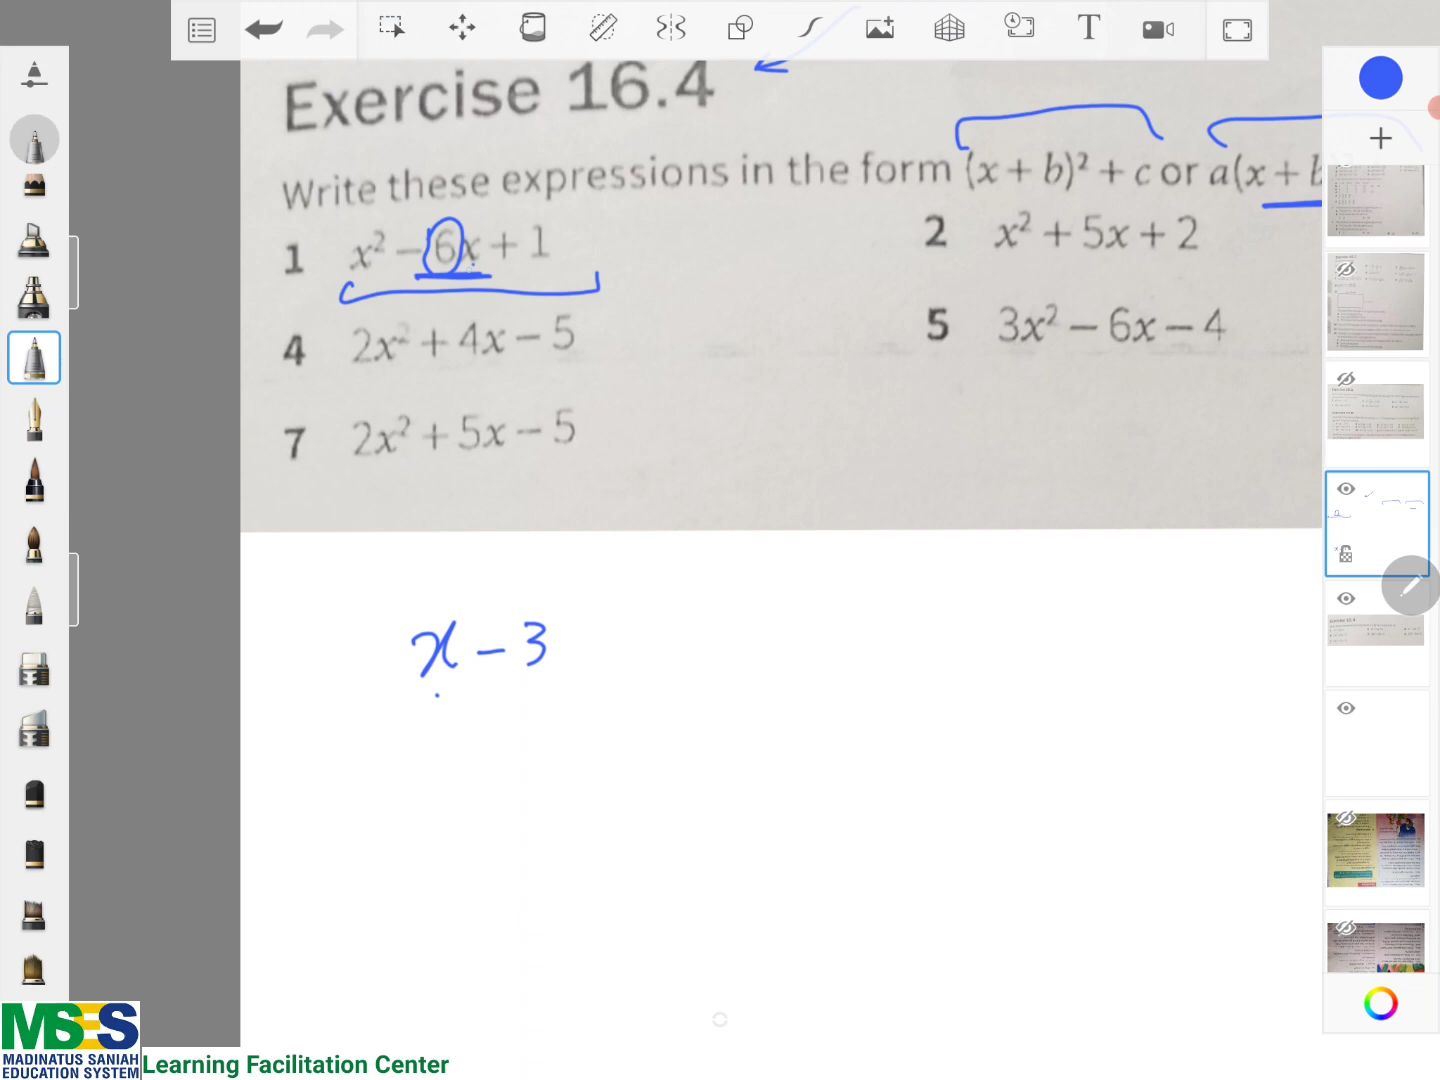 Exercise 16.4
Write these expressions in the form (x + b)² + c or a(x + b
1 x² − 6x + 1
2 x² + 5x + 2
4 2x² + 4x − 5
5 3x² − 6x − 4
7 2x² + 5x − 5
x − 3
MSES
MADINATUS SANIAH
EDUCATION SYSTEM
Learning Facilitation Center